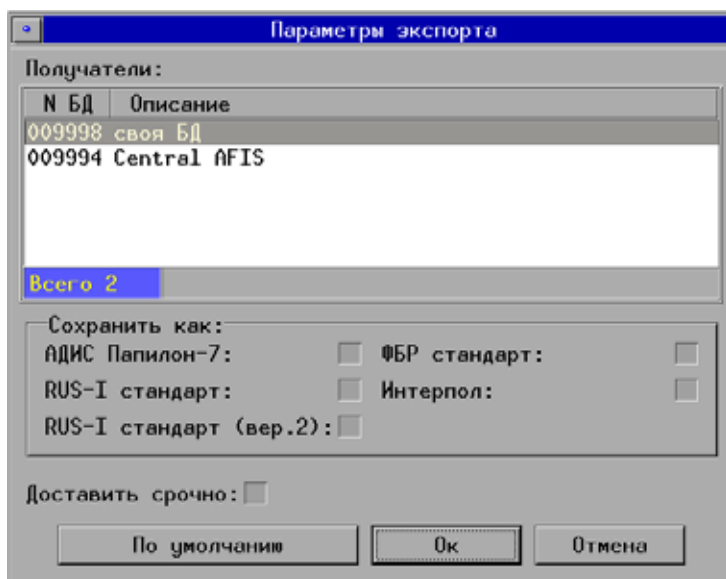 Параметры экспорта
Получатели:
N БД Описание
009998 своя БД
009994 Central AFIS
Всего 2
Сохранить как:
АДИС Папилон-7: ФБР стандарт:
RUS-I стандарт: Интерпол:
RUS-I стандарт (вер.2):
Доставить срочно:
По умолчанию Ок Отмена